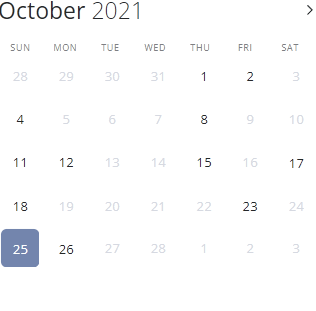 October 2021
SUN MON TUE WED THU FRI SAT
28 29 30 31 1 2 3
4 5 6 7 8 9 10
11 12 13 14 15 16 17
18 19 20 21 22 23 24
25 26 27 28 1 2 3